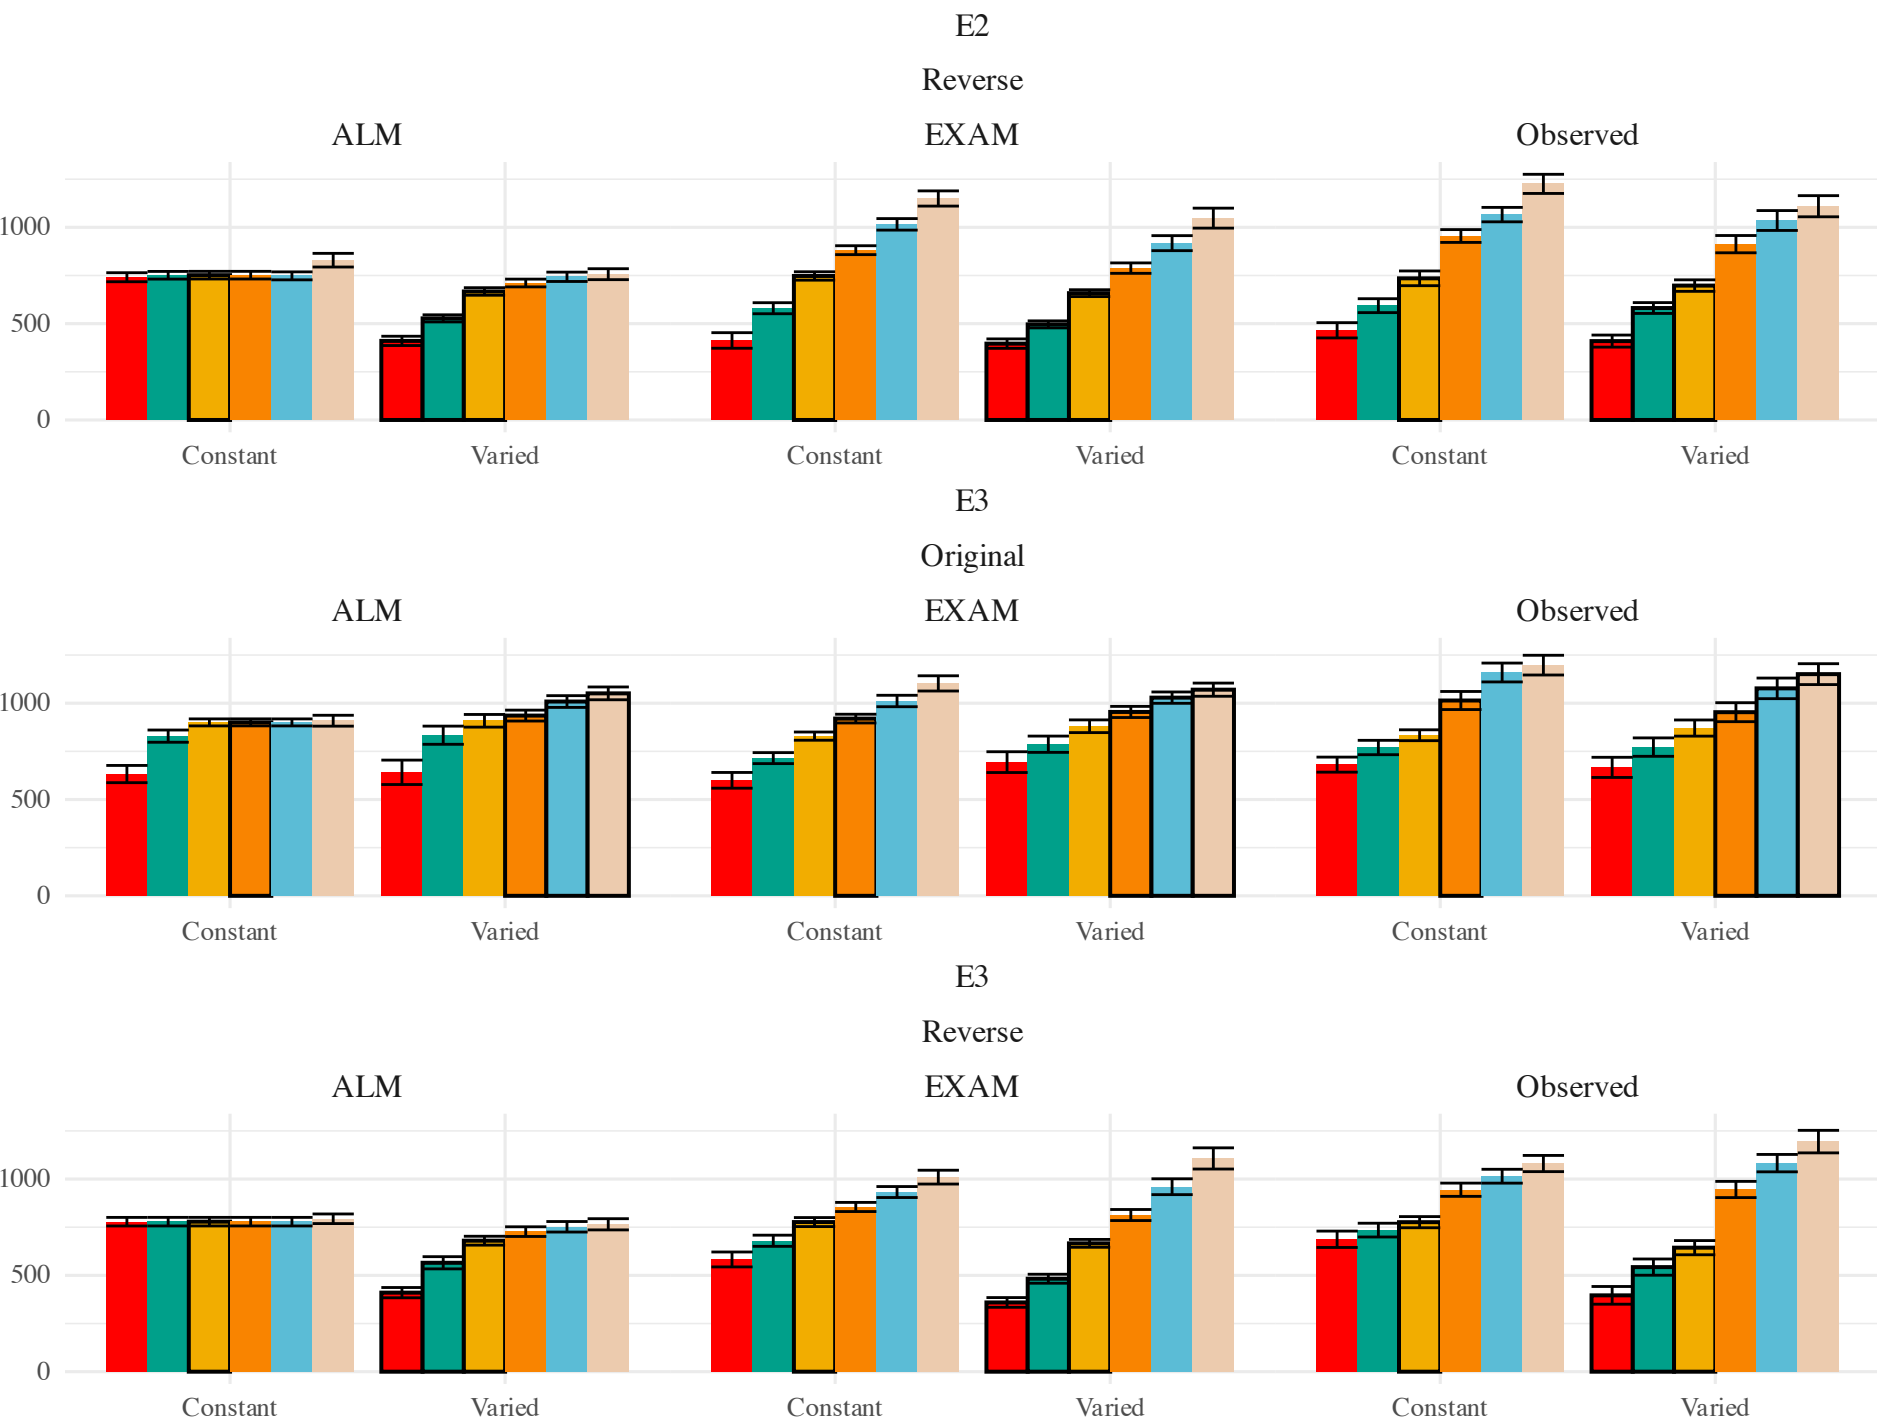 E2
Reverse
ALM EXAM Observed
1000
500
0
Constant Varied Constant Varied Constant Varied
E3
Original
ALM EXAM Observed
1000
500
0
Constant Varied Constant Varied Constant Varied
E3
Reverse
ALM EXAM Observed
1000
500
0
Constant Varied Constant Varied Constant Varied